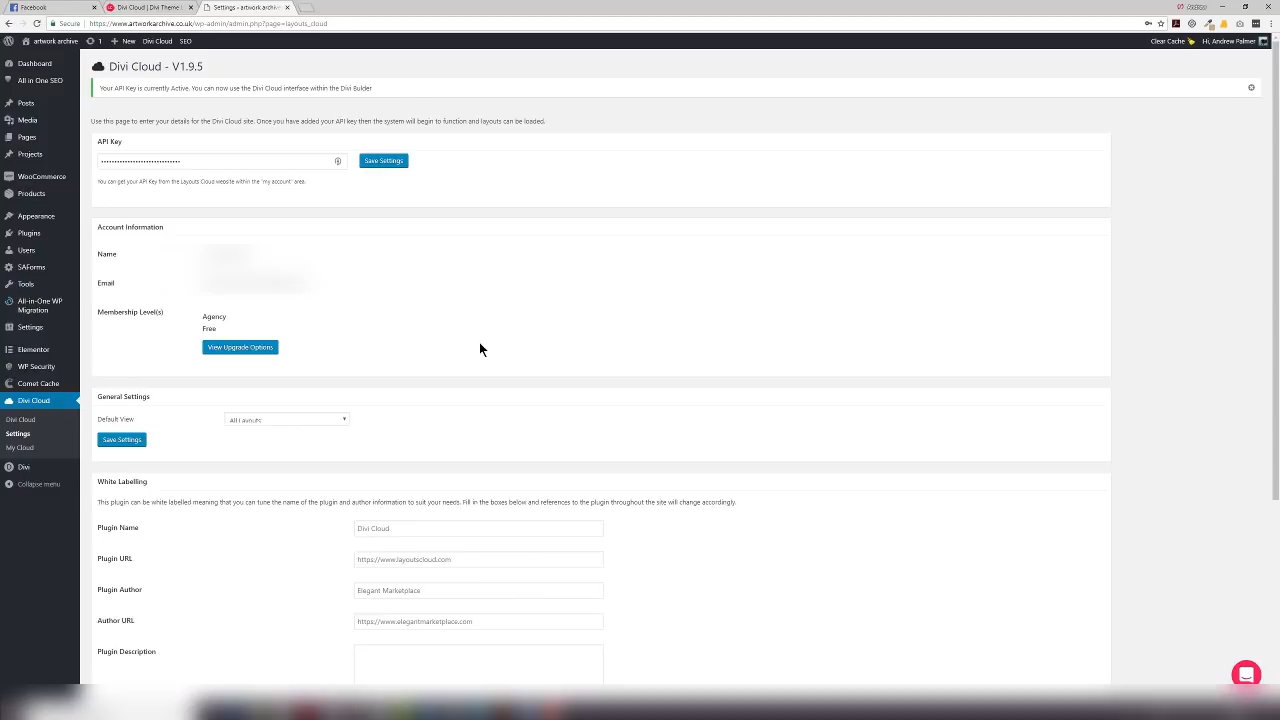 Facebook
Divi Cloud | Divi Theme L
Settings ‹ artwork archive
Secure
https://www.artworkarchive.co.uk/wp-admin/admin.php?page=layouts_cloud
artwork archive
1
New
Divi Cloud
SEO
Clear Cache
Hi, Andrew Palmer
Dashboard
All in One SEO
Posts
Media
Pages
Projects
WooCommerce
Products
Appearance
Plugins
Users
SAForms
Tools
All-in-One WP
Migration
Settings
Elementor
WP Security
Comet Cache
Divi Cloud
Divi Cloud
Settings
My Cloud
Divi
Collapse menu
Divi Cloud - V1.9.5
Your API Key is currently Active. You can now use the Divi Cloud interface within the Divi Builder
Use this page to enter your details for the Divi Cloud site. Once you have added your API key then the system will begin to function and layouts can be loaded.
API Key
Save Settings
You can get your API Key from the Layouts Cloud website within the 'my account' area.
Account Information
Name
Email
Membership Level(s)
Agency
Free
View Upgrade Options
General Settings
Default View
All Layouts
Save Settings
White Labelling
This plugin can be white labelled meaning that you can tune the name of the plugin and author information to suit your needs. Fill in the boxes below and references to the plugin throughout the site will change accordingly.
Plugin Name
Divi Cloud
Plugin URL
https://www.layoutscloud.com
Plugin Author
Elegant Marketplace
Author URL
https://www.elegantmarketplace.com
Plugin Description